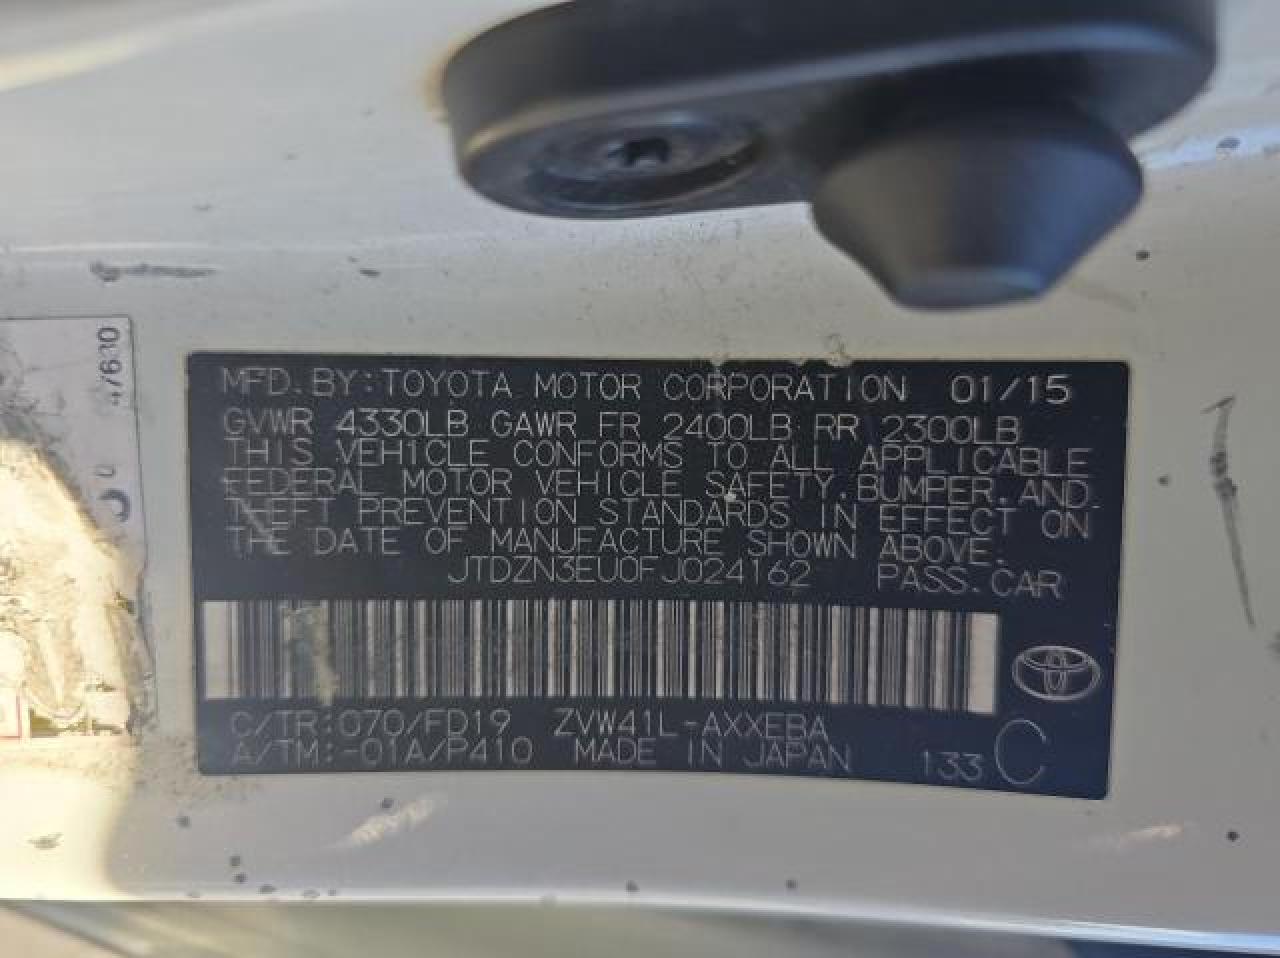 47630
MFD.BY:TOYOTA MOTOR CORPORATION 01/15
GVWR 4330LB GAWR FR 2400LB RR 2300LB
THIS VEHICLE CONFORMS TO ALL APPLICABLE
FEDERAL MOTOR VEHICLE SAFETY.BUMPER.AND.
THEFT PREVENTION STANDARDS IN EFFECT ON
THE DATE OF MANUFACTURE SHOWN ABOVE.
JTDZN3EU0FJ024162 PASS.CAR
C/TR:070/FD19 ZVW41L-AXXEBA
A/TM:-01A/P410 MADE IN JAPAN 133 C